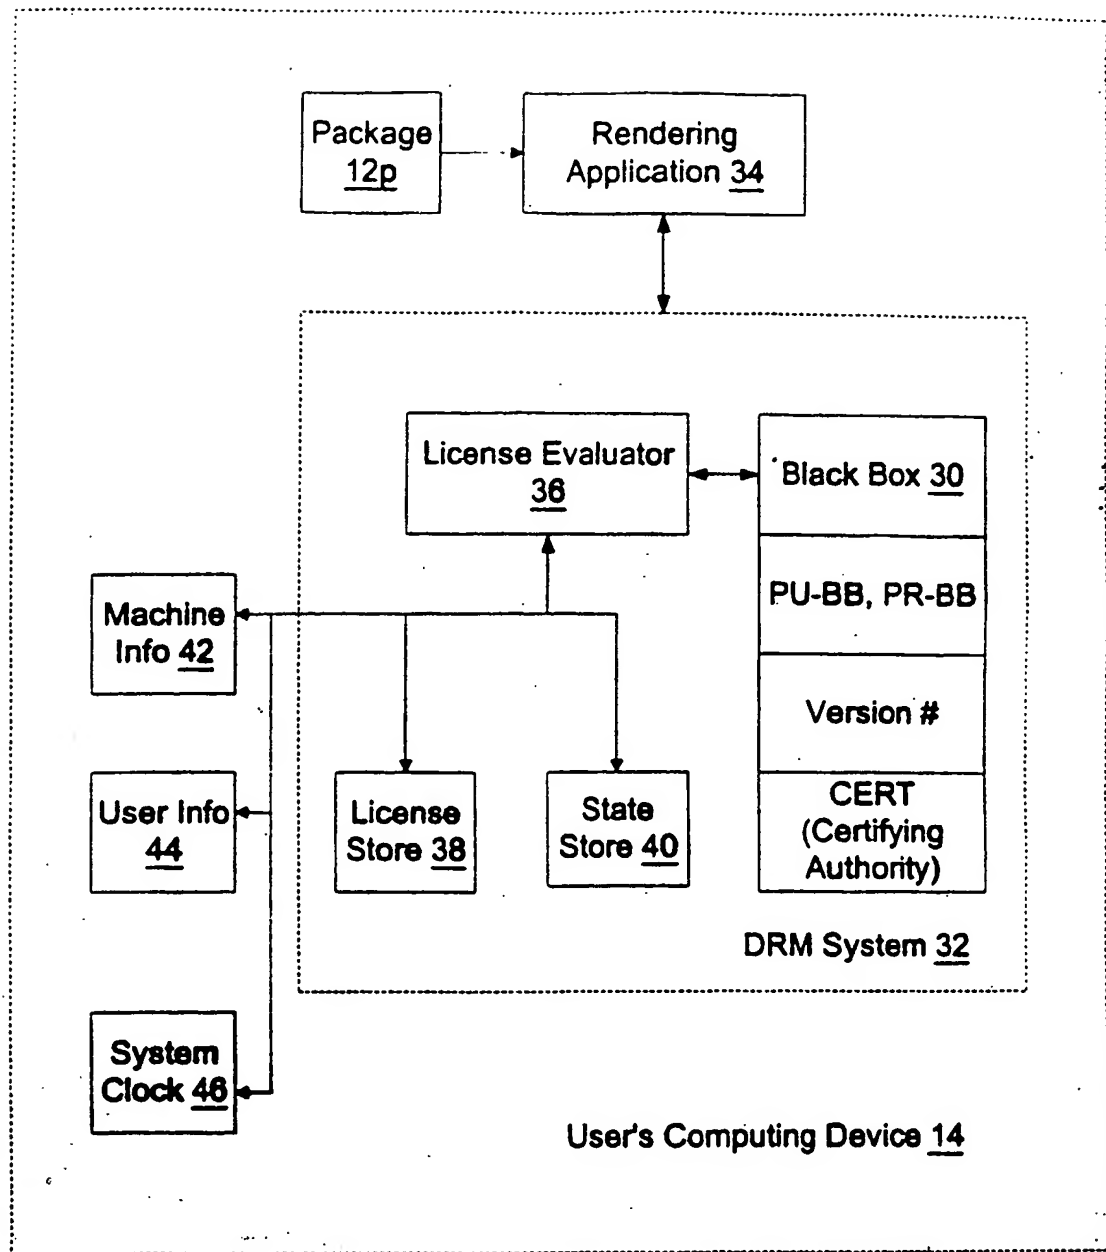 Package
12p
Rendering
Application 34
License Evaluator
36
Black Box 30
PU-BB, PR-BB
Version #
CERT
(Certifying
Authority)
Machine
Info 42
User Info
44
License
Store 38
State
Store 40
DRM System 32
System
Clock 46
User's Computing Device 14